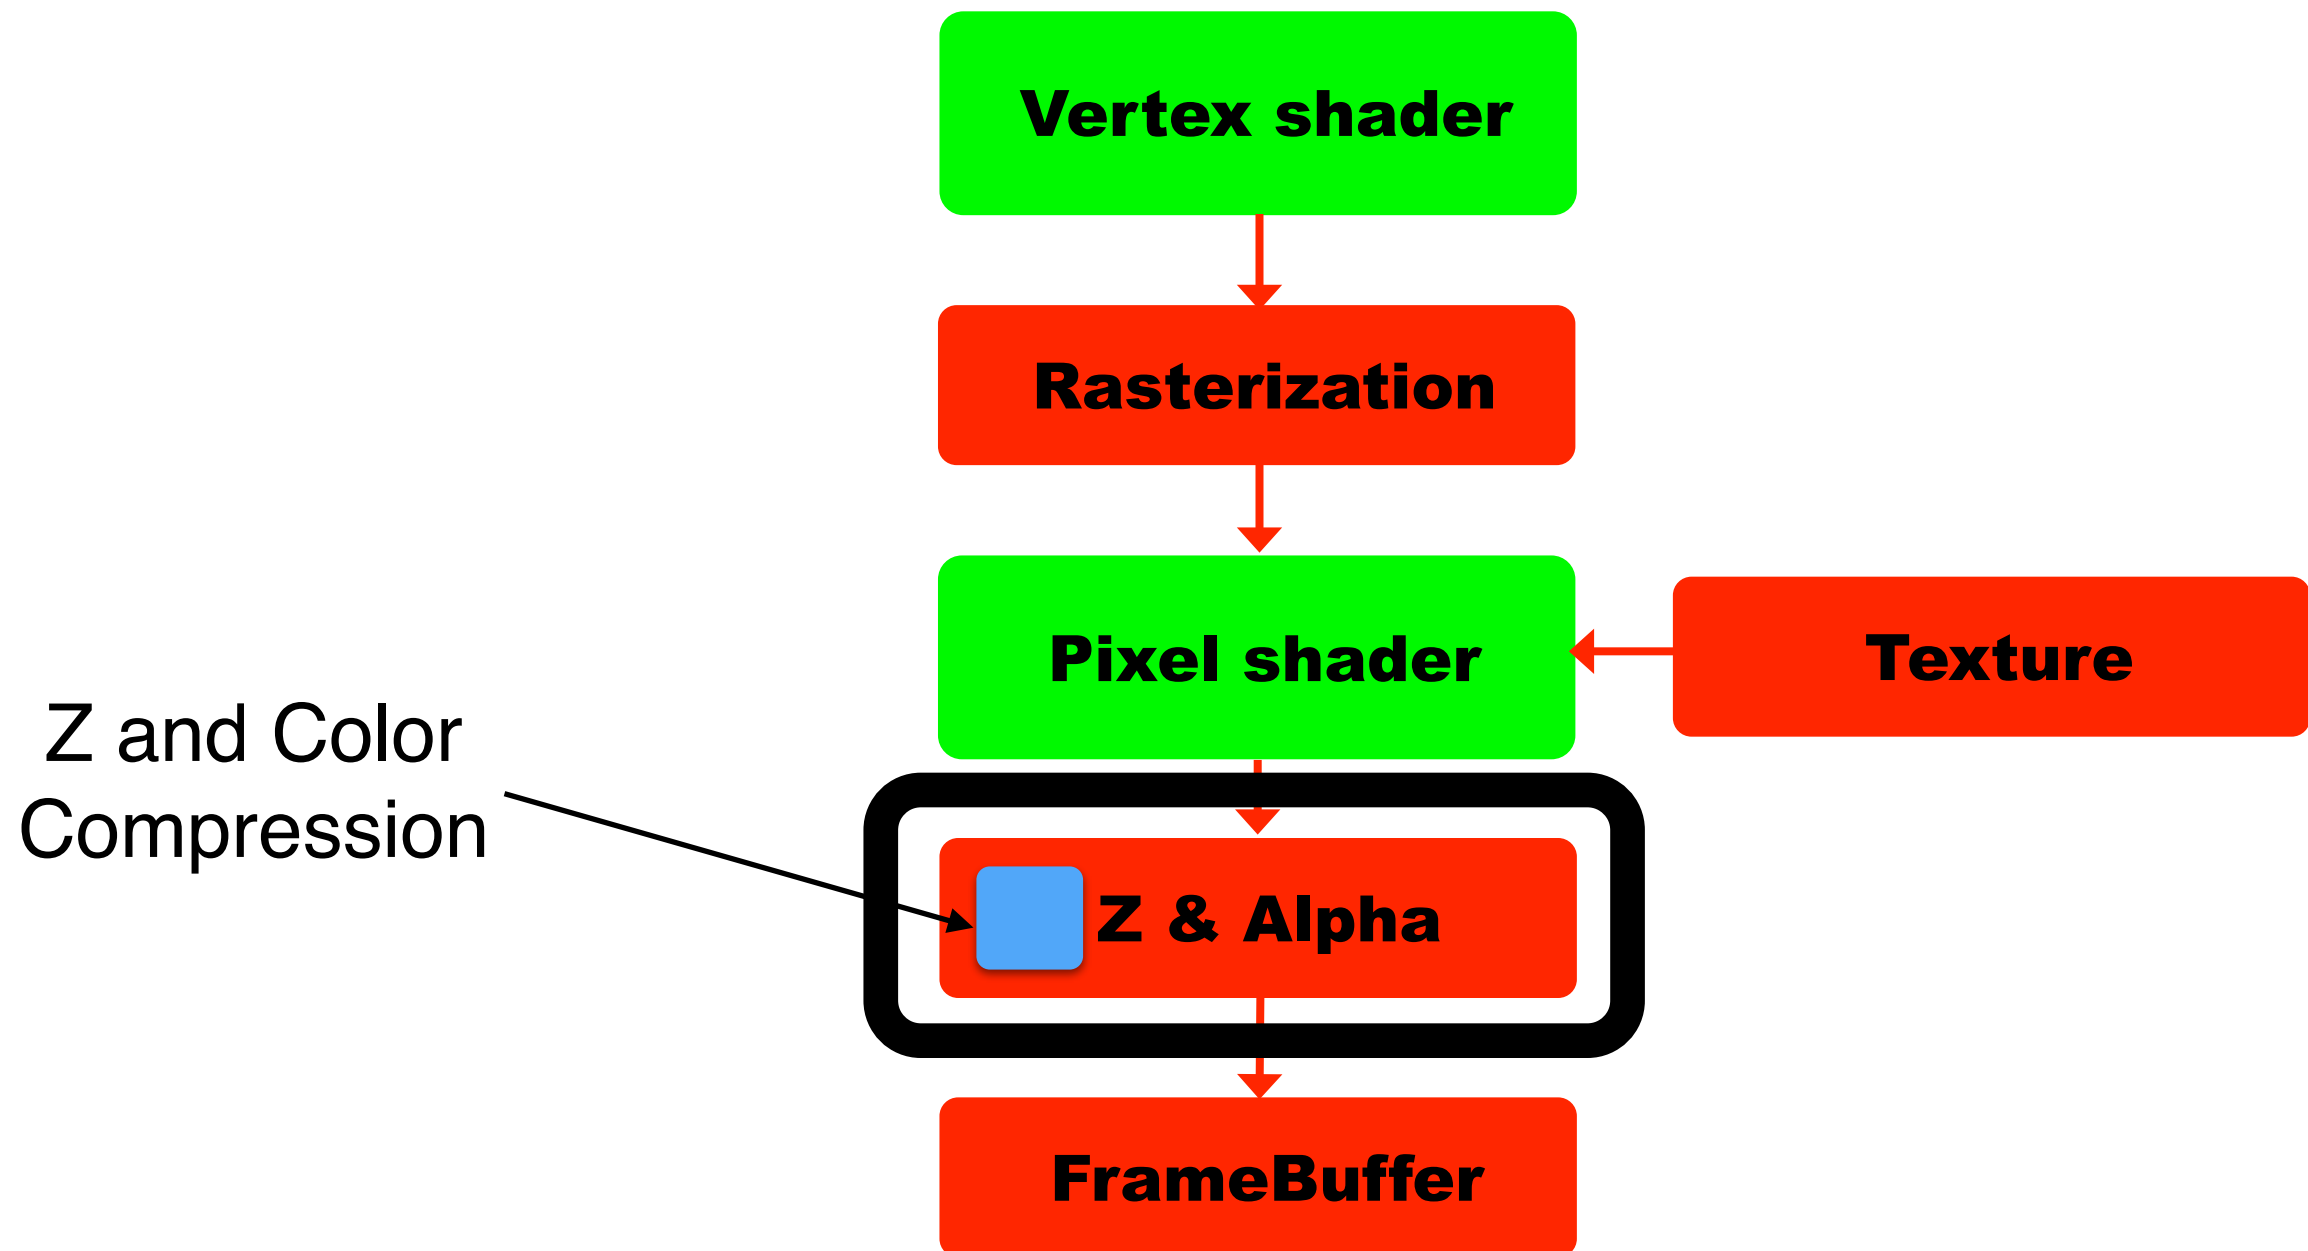 Vertex shader
Rasterization
Pixel shader
Texture
Z and Color
Compression
Z & Alpha
FrameBuffer